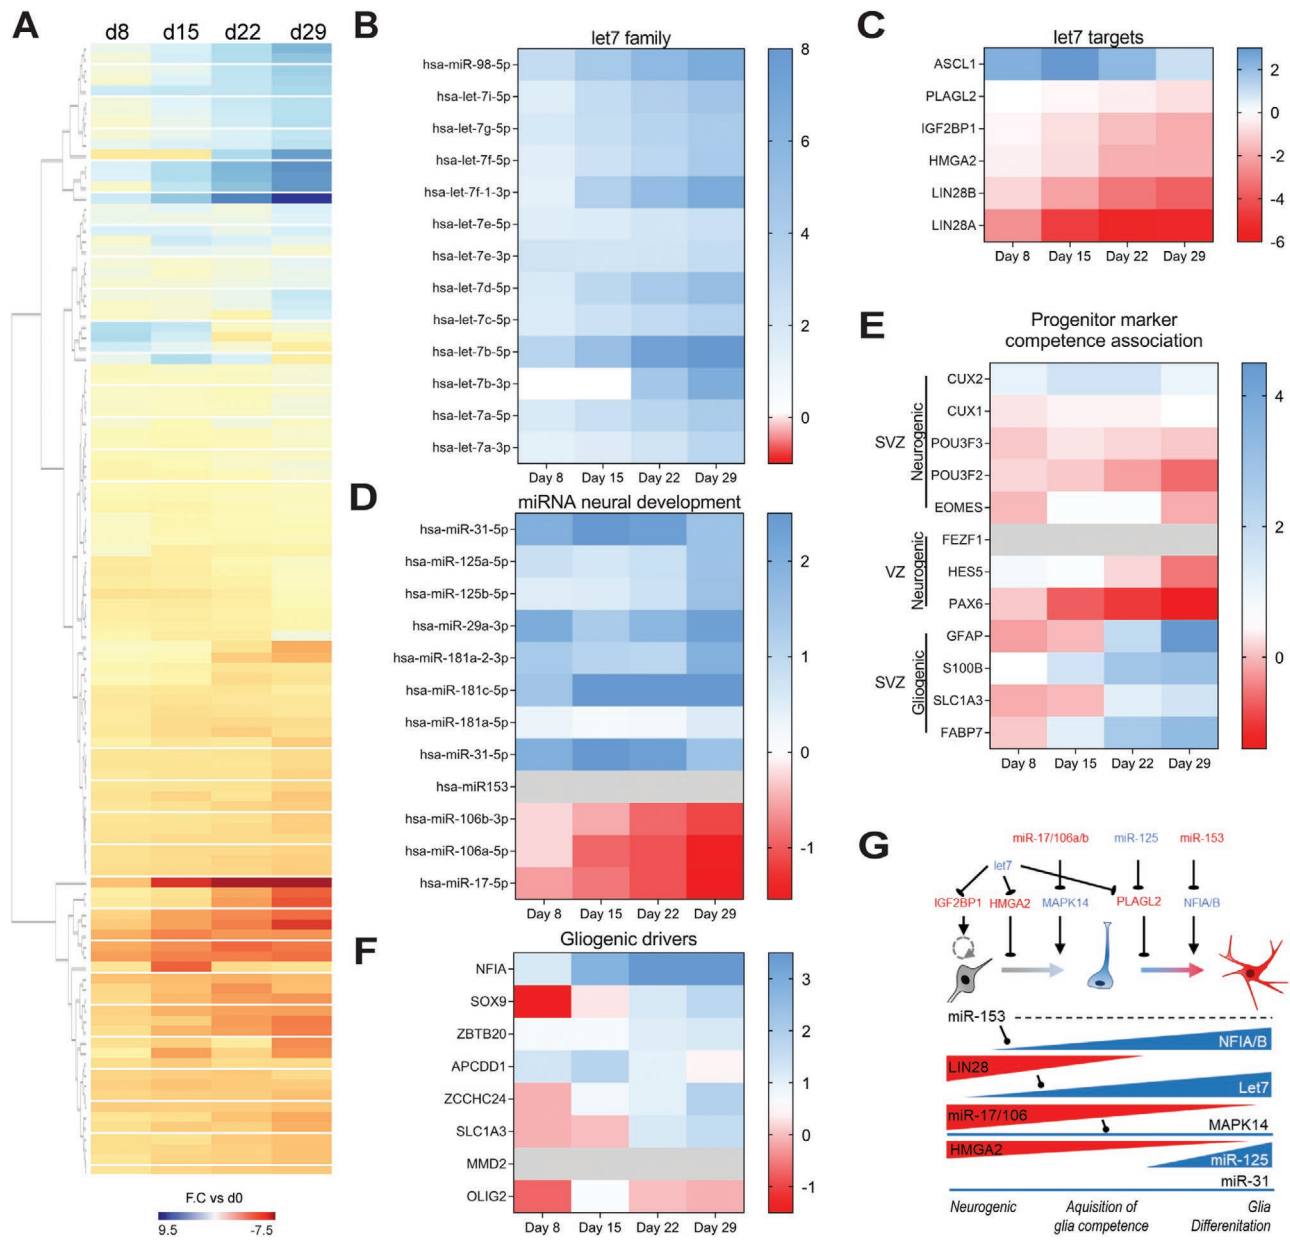 A
d8 d15 d22 d29
F.C vs d0
9.5 -7.5
B
let7 family
hsa-miR-98-5p
hsa-let-7i-5p
hsa-let-7g-5p
hsa-let-7f-5p
hsa-let-7f-1-3p
hsa-let-7e-5p
hsa-let-7e-3p
hsa-let-7d-5p
hsa-let-7c-5p
hsa-let-7b-5p
hsa-let-7b-3p
hsa-let-7a-5p
hsa-let-7a-3p
Day 8 Day 15 Day 22 Day 29
8
6
4
2
0
C
let7 targets
ASCL1
PLAGL2
IGF2BP1
HMGA2
LIN28B
LIN28A
Day 8 Day 15 Day 22 Day 29
2
0
-2
-4
-6
D
miRNA neural development
hsa-miR-31-5p
hsa-miR-125a-5p
hsa-miR-125b-5p
hsa-miR-29a-3p
hsa-miR-181a-2-3p
hsa-miR-181c-5p
hsa-miR-181a-5p
hsa-miR-31-5p
hsa-miR153
hsa-miR-106b-3p
hsa-miR-106a-5p
hsa-miR-17-5p
Day 8 Day 15 Day 22 Day 29
2
1
0
-1
E
Progenitor marker
competence association
SVZ
Neurogenic
CUX2
CUX1
POU3F3
POU3F2
EOMES
VZ
Neurogenic
FEZF1
HES5
PAX6
SVZ
Gliogenic
GFAP
S100B
SLC1A3
FABP7
Day 8 Day 15 Day 22 Day 29
4
2
0
F
Gliogenic drivers
NFIA
SOX9
ZBTB20
APCDD1
ZCCHC24
SLC1A3
MMD2
OLIG2
Day 8 Day 15 Day 22 Day 29
3
2
1
0
-1
G
miR-17/106a/b miR-125 miR-153
let7
IGF2BP1 HMGA2 MAPK14 PLAGL2 NFIA/B
miR-153
NFIA/B
LIN28
Let7
miR-17/106
MAPK14
HMGA2
miR-125
miR-31
Neurogenic Aquisition of Glia
glia competence Differenitation